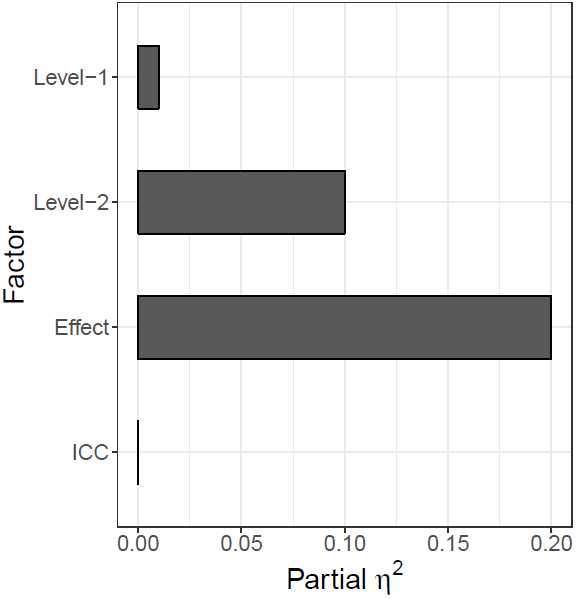 Level−1
Level−2
Effect
ICC
Factor
0.00 0.05 0.10 0.15 0.20
Partial η²